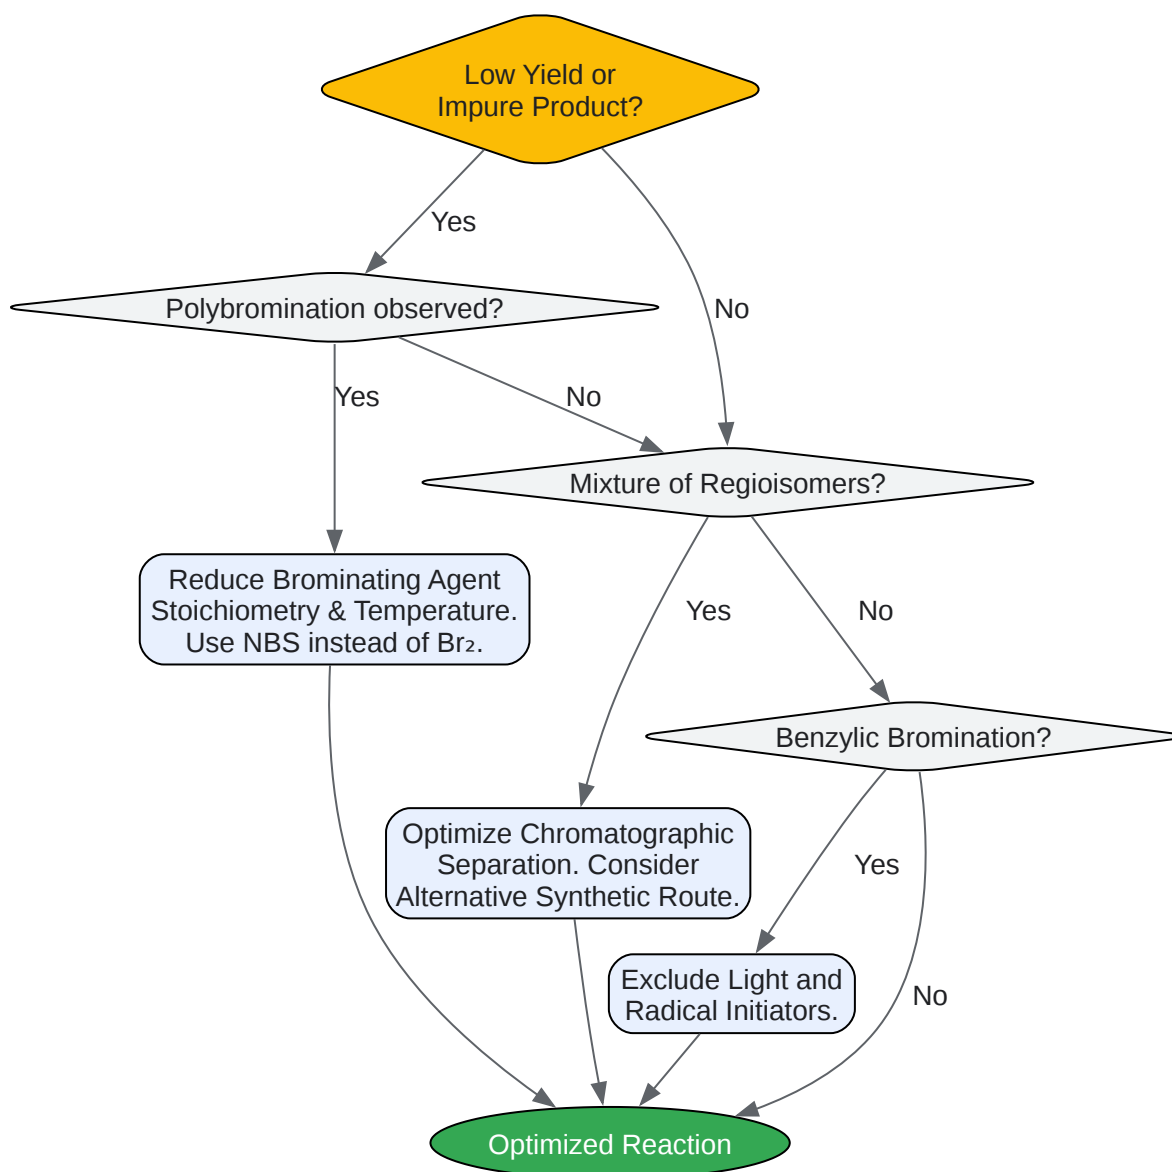 Low Yield or
Impure Product?
Yes
No
Polybromination observed?
Yes
No
Mixture of Regioisomers?
Reduce Brominating Agent
Stoichiometry & Temperature.
Use NBS instead of Br₂.
Yes
No
Benzylic Bromination?
Optimize Chromatographic
Separation. Consider
Alternative Synthetic Route.
Yes
No
Exclude Light and
Radical Initiators.
Optimized Reaction